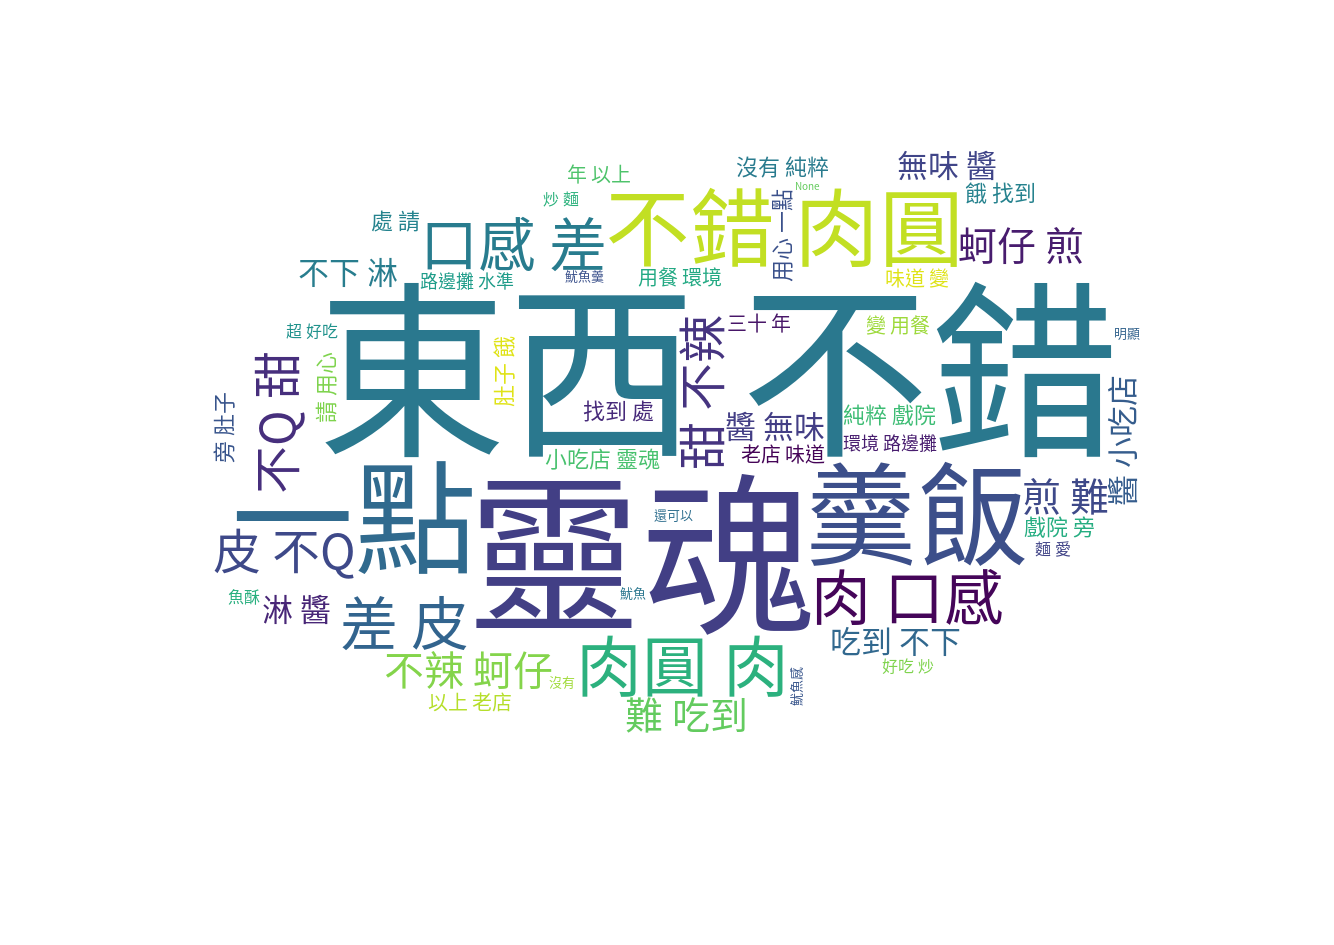 年 以上
沒有 純粹
無味 醬
None
炒 麵
餓 找到
處 請
口感 差
不錯 肉圓
用心 一點
蚵仔 煎
不下 淋
路邊攤 水準
魷魚羹
用餐 環境
味道 變
東西 不錯
超 好吃
三十 年
變 用餐
明顯
不Q 甜
請 用心
肚子 餓
甜 不辣
旁 肚子
找到 處
醬 無味
純粹 戲院
醬 小吃店
老店 味道
環境 路邊攤
小吃店 靈魂
一點
靈魂
羹飯
煎 難
還可以
戲院 旁
皮 不Q
麵 愛
魚酥
淋 醬
差 皮
魷魚
肉 口感
吃到 不下
不辣 蚵仔
肉圓 肉
好吃 炒
沒有
魷魚感
以上 老店
難 吃到